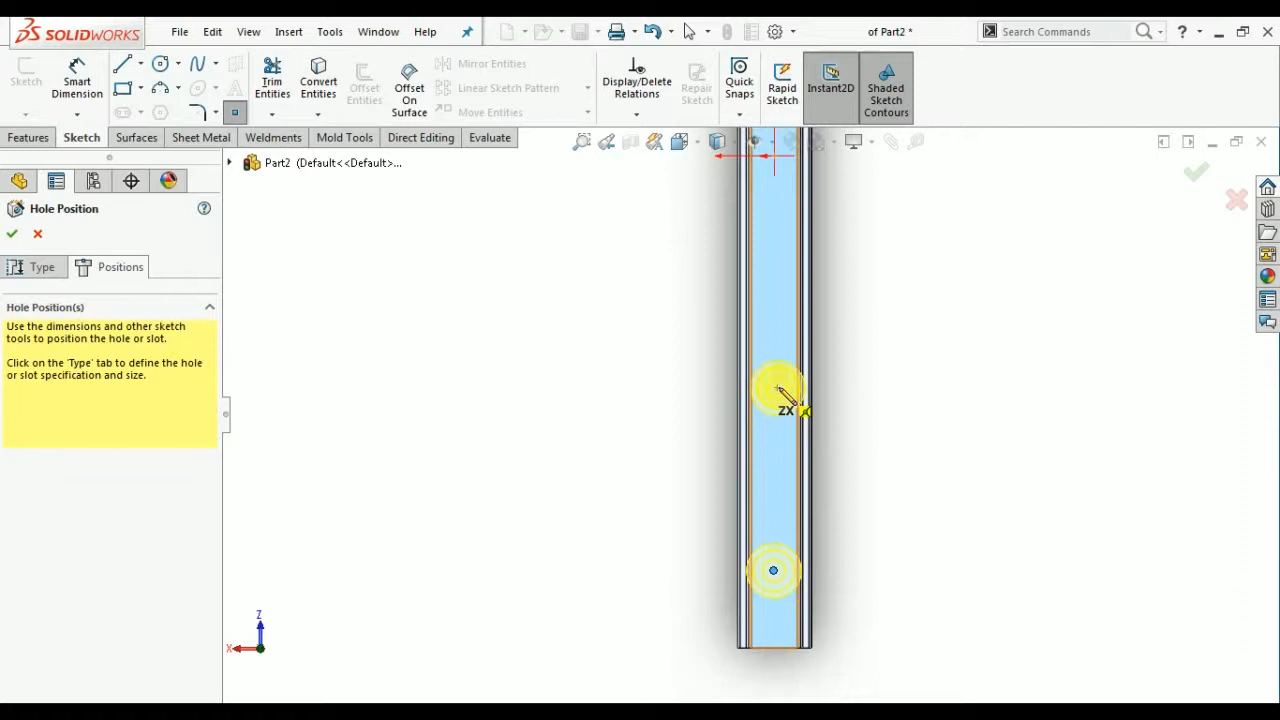 SOLIDWORKS
File Edit View Insert Tools Window Help
of Part2 *
Search Commands
Sketch
Smart Dimension
Trim Entities
Convert Entities
Offset Entities
Offset On Surface
Mirror Entities
Linear Sketch Pattern
Move Entities
Display/Delete Relations
Repair Sketch
Quick Snaps
Rapid Sketch
Instant2D
Shaded Sketch Contours
Features Sketch Surfaces Sheet Metal Weldments Mold Tools Direct Editing Evaluate
Part2 (Default<<Default>...
Hole Position
Type Positions
Hole Position(s)
Use the dimensions and other sketch
tools to position the hole or slot.
Click on the 'Type' tab to define the hole
or slot specification and size.
ZX
Z
X